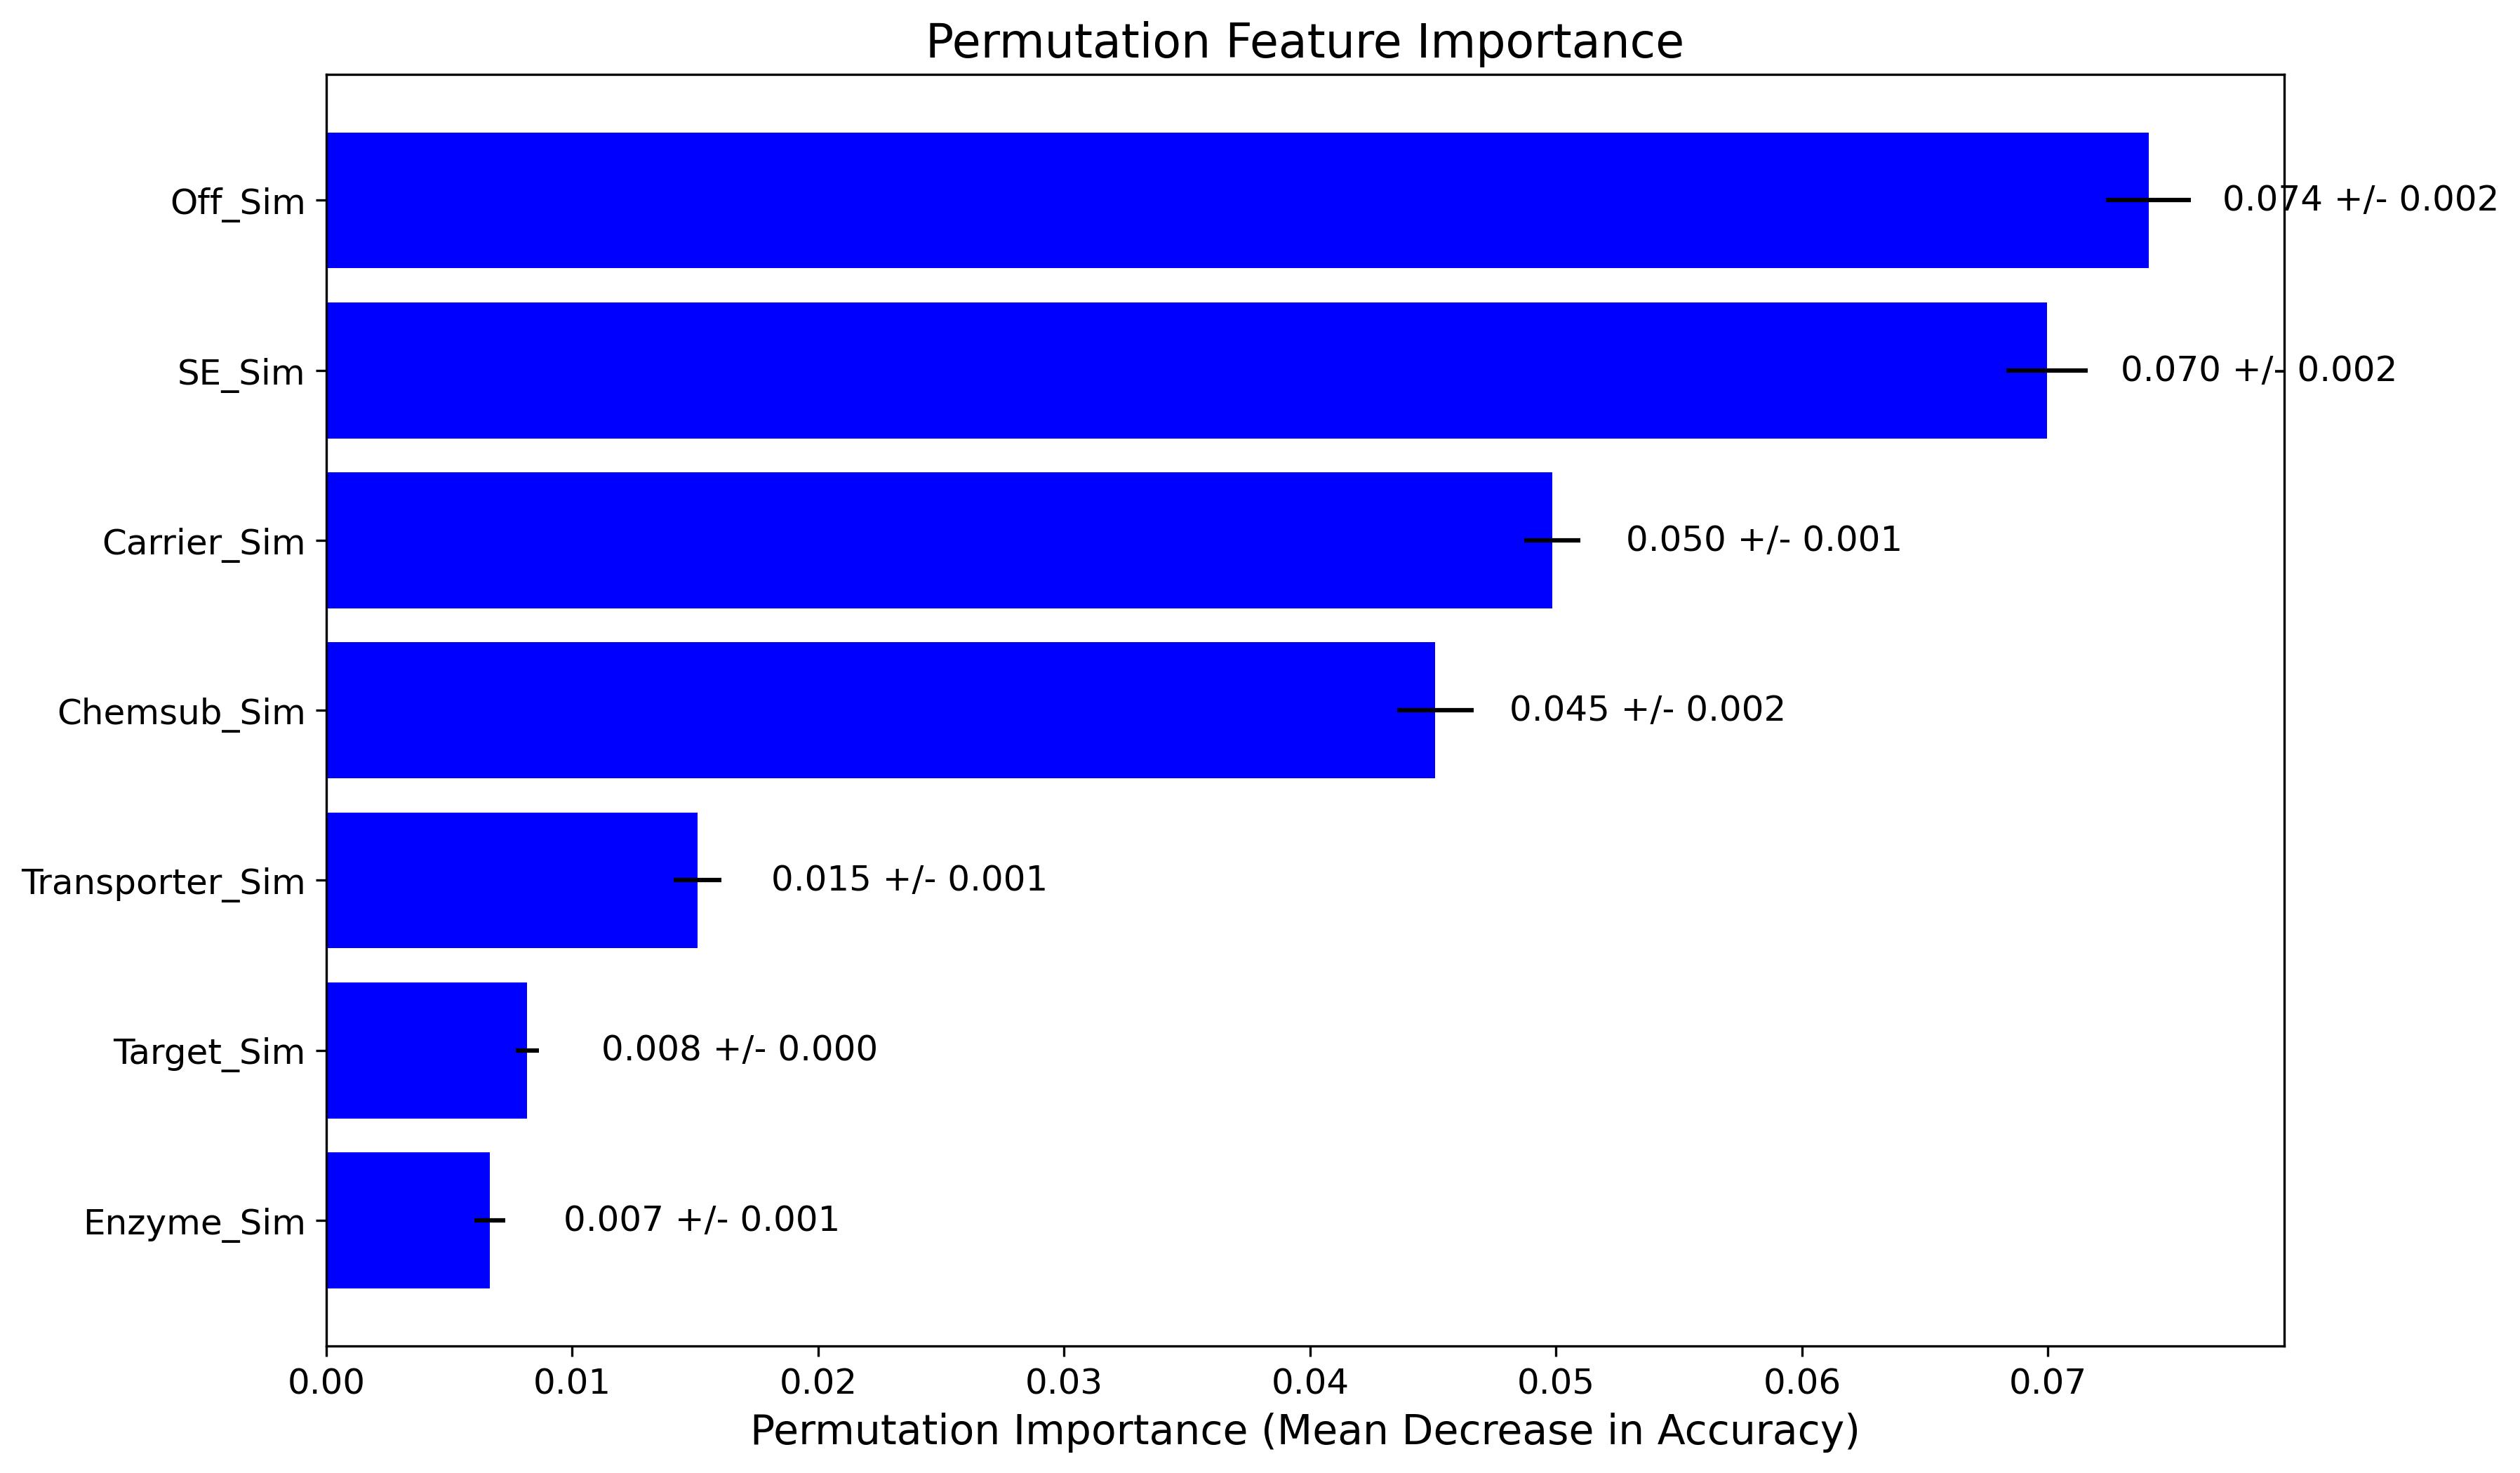 Permutation Feature Importance
Off_Sim
0.074 +/- 0.002
SE_Sim
0.070 +/- 0.002
Carrier_Sim
0.050 +/- 0.001
Chemsub_Sim
0.045 +/- 0.002
Transporter_Sim
0.015 +/- 0.001
Target_Sim
0.008 +/- 0.000
Enzyme_Sim
0.007 +/- 0.001
0.00 0.01 0.02 0.03 0.04 0.05 0.06 0.07
Permutation Importance (Mean Decrease in Accuracy)